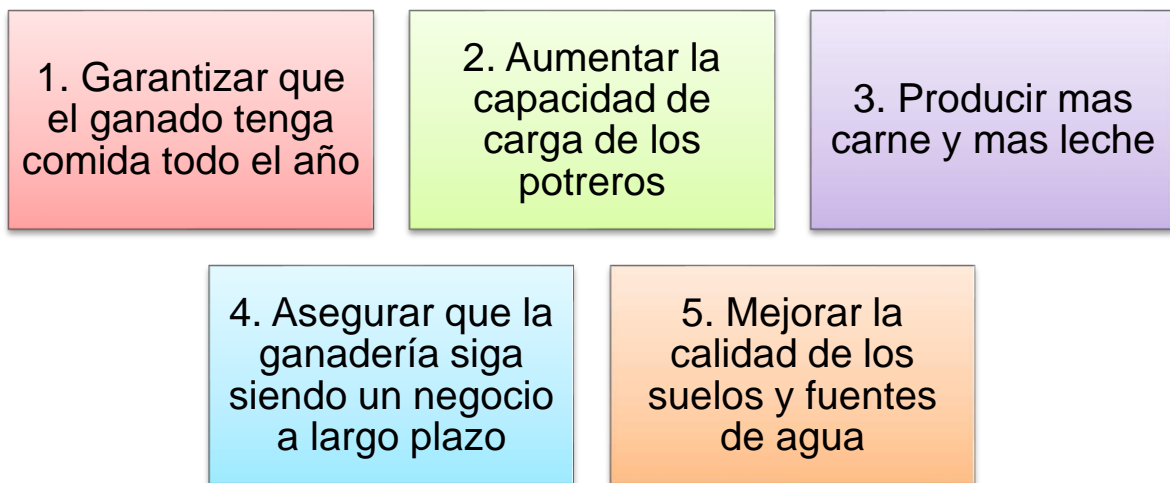 1. Garantizar que
el ganado tenga
comida todo el año
2. Aumentar la
capacidad de
carga de los
potreros
3. Producir mas
carne y mas leche
4. Asegurar que la
ganadería siga
siendo un negocio
a largo plazo
5. Mejorar la
calidad de los
suelos y fuentes
de agua